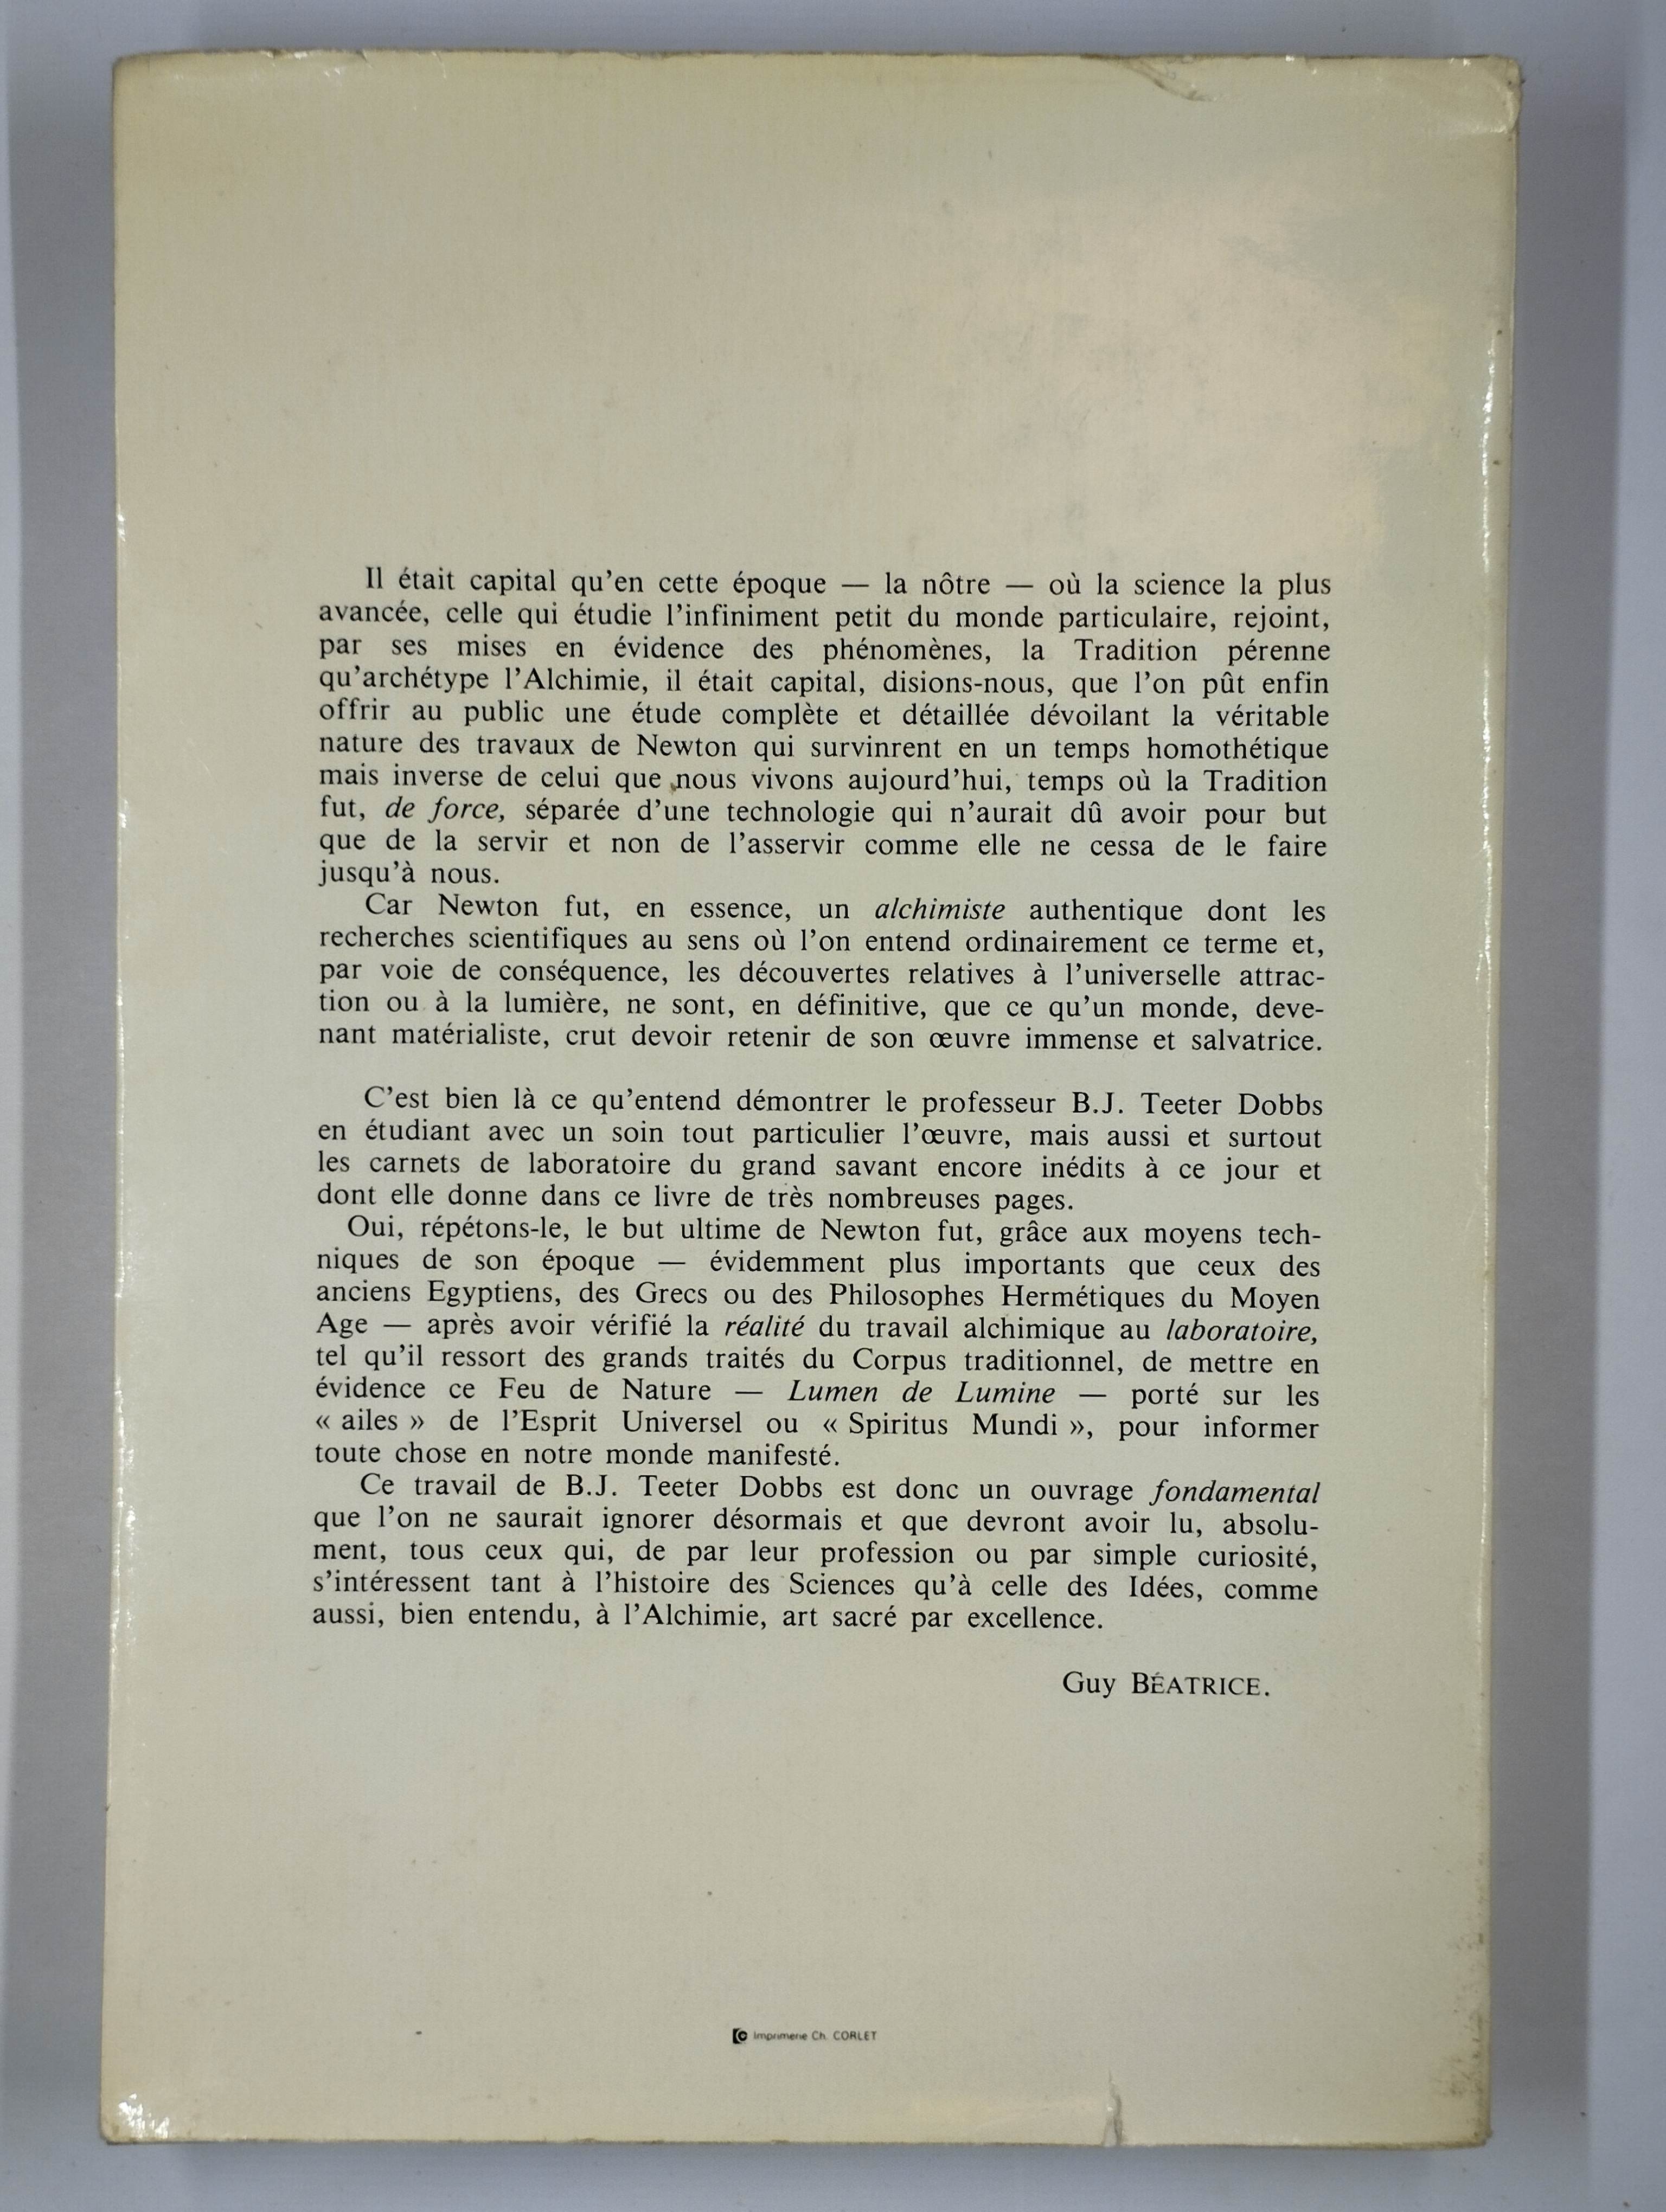 Il était capital qu'en cette époque — la nôtre — où la science la plus
avancée, celle qui étudie l'infiniment petit du monde particulaire, rejoint,
par ses mises en évidence des phénomènes, la Tradition pérenne
qu'archétype l'Alchimie, il était capital, disions-nous, que l'on pût enfin
offrir au public une étude complète et détaillée dévoilant la véritable
nature des travaux de Newton qui survinrent en un temps homothétique
mais inverse de celui que nous vivons aujourd'hui, temps où la Tradition
fut, de force, séparée d'une technologie qui n'aurait dû avoir pour but
que de la servir et non de l'asservir comme elle ne cessa de le faire
jusqu'à nous.
Car Newton fut, en essence, un alchimiste authentique dont les
recherches scientifiques au sens où l'on entend ordinairement ce terme et,
par voie de conséquence, les découvertes relatives à l'universelle attrac-
tion ou à la lumière, ne sont, en définitive, que ce qu'un monde, deve-
nant matérialiste, crut devoir retenir de son œuvre immense et salvatrice.
C'est bien là ce qu'entend démontrer le professeur B.J. Teeter Dobbs
en étudiant avec un soin tout particulier l'œuvre, mais aussi et surtout
les carnets de laboratoire du grand savant encore inédits à ce jour et
dont elle donne dans ce livre de très nombreuses pages.
Oui, répétons-le, le but ultime de Newton fut, grâce aux moyens tech-
niques de son époque — évidemment plus importants que ceux des
anciens Egyptiens, des Grecs ou des Philosophes Hermétiques du Moyen
Age — après avoir vérifié la réalité du travail alchimique au laboratoire,
tel qu'il ressort des grands traités du Corpus traditionnel, de mettre en
évidence ce Feu de Nature — Lumen de Lumine — porté sur les
« ailes » de l'Esprit Universel ou « Spiritus Mundi », pour informer
toute chose en notre monde manifesté.
Ce travail de B.J. Teeter Dobbs est donc un ouvrage fondamental
que l'on ne saurait ignorer désormais et que devront avoir lu, absolu-
ment, tous ceux qui, de par leur profession ou par simple curiosité,
s'intéressent tant à l'histoire des Sciences qu'à celle des Idées, comme
aussi, bien entendu, à l'Alchimie, art sacré par excellence.
Guy BÉATRICE.
Imprimerie Ch. CORLET